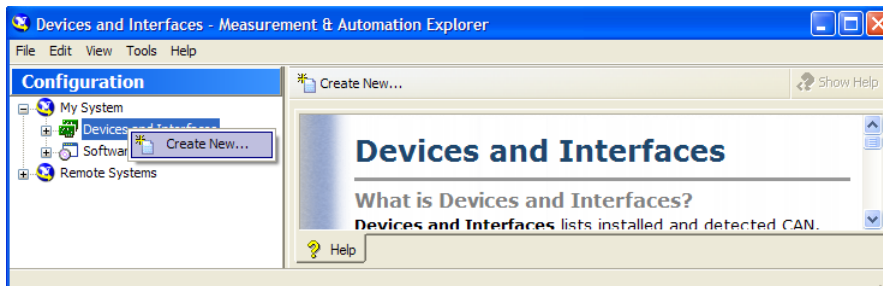 Devices and Interfaces - Measurement & Automation Explorer
File Edit View Tools Help
Configuration
Create New...
Show Help
My System
Devices and Interfaces
Create New...
Softwar
Remote Systems
Devices and Interfaces
What is Devices and Interfaces?
Devices and Interfaces lists installed and detected CAN,
Help